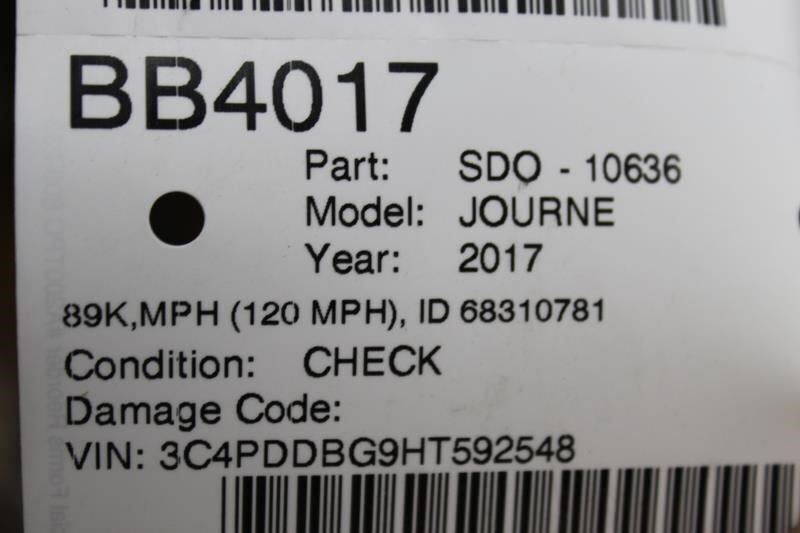 BB4017
Part: SDO - 10636
Model: JOURNE
Year: 2017
89K,MPH (120 MPH), ID 68310781
Condition: CHECK
Damage Code:
VIN: 3C4PDDBG9HT592548